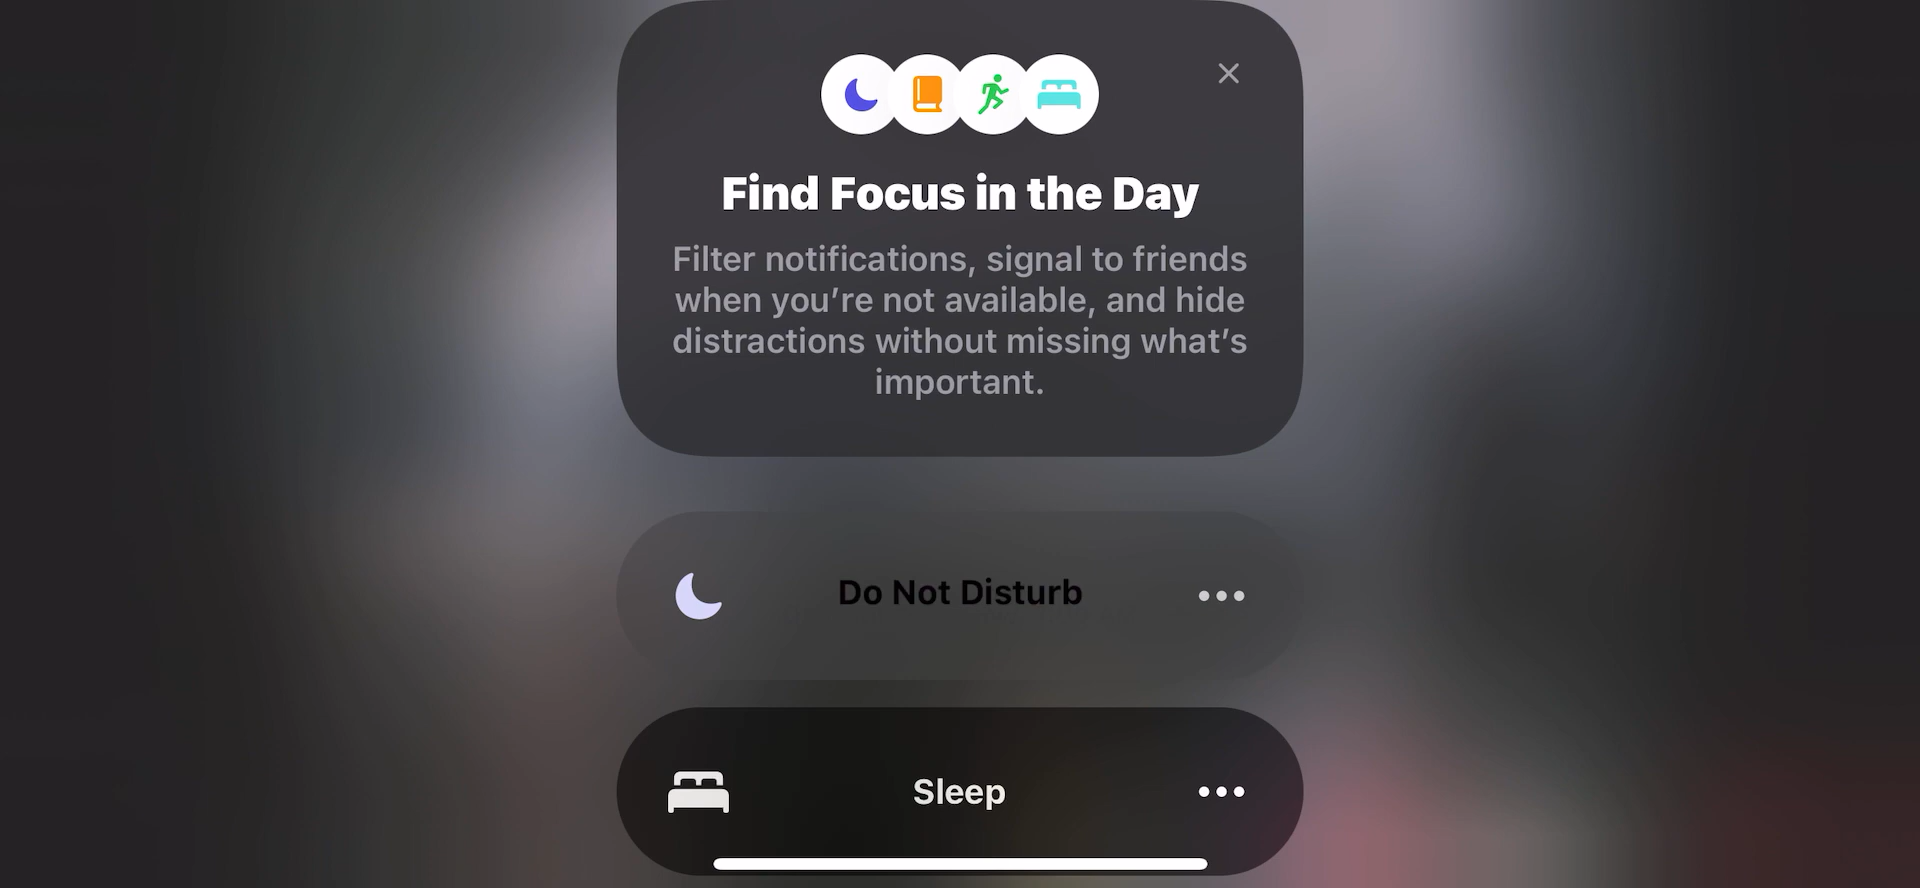 Find Focus in the Day
Filter notifications, signal to friends
when you’re not available, and hide
distractions without missing what’s
important.
Do Not Disturb
Sleep